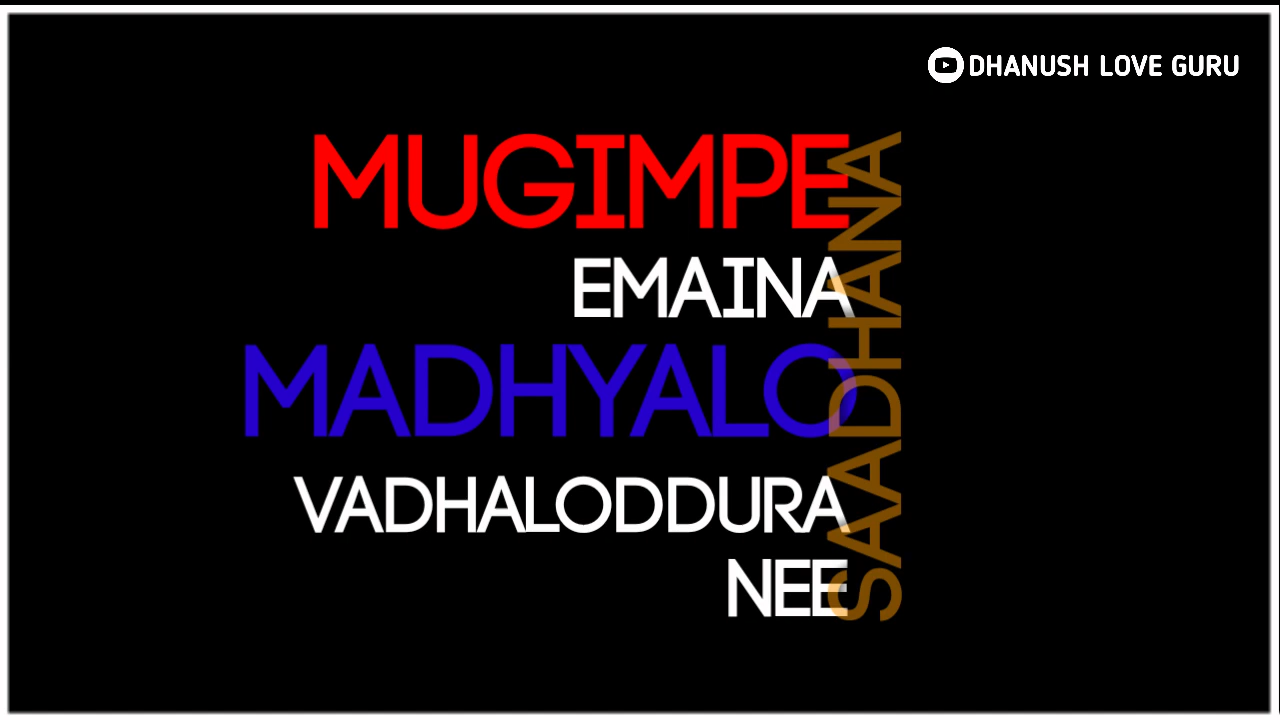 DHANUSH LOVE GURU
MUGIMPE
EMAINA
MADHYALO
VADHALODDURA
NEE
SAADHANA